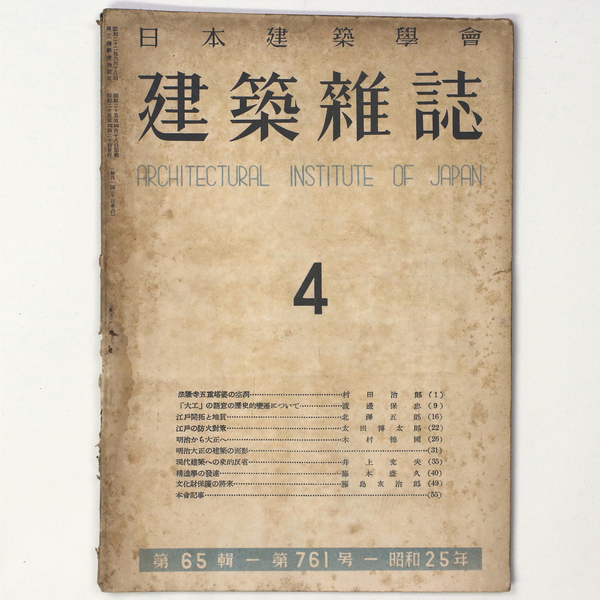 日本建築學會
建築雜誌
ARCHITECTURAL INSTITUTE OF JAPAN
4
法隆寺五重塔婆の空洞……村田治郎 (1)
「大工」の語意の歴史的變遷について……渡邊保忠 (9)
江戸開拓と地質……北澤五郎 (16)
江戸の防火對策……太田博太郎 (22)
明治から大正へ……木村德國 (26)
明治大正の建築の面影……(31)
現代建築への史的反省……井上充夫 (35)
構造學の發達……藤本盛久 (40)
文化財保護の將來……藤島亥治郎 (49)
本會記事……(55)
第65輯 — 第761号 — 昭和25年